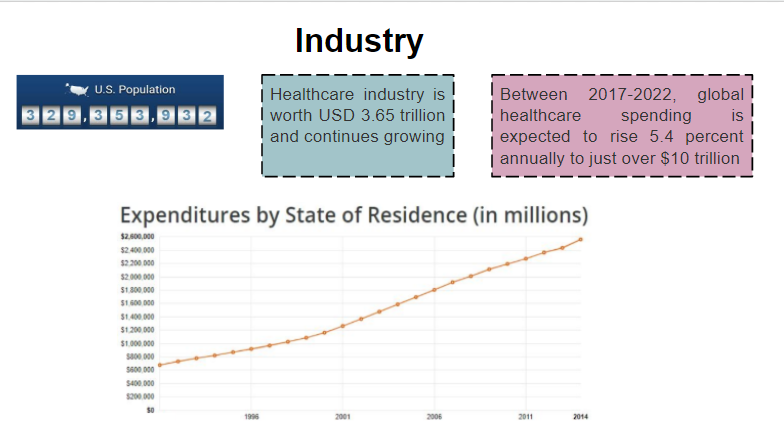 Industry
U.S. Population
329,353,932
Healthcare industry is
worth USD 3.65 trillion
and continues growing
Between 2017-2022, global
healthcare spending is
expected to rise 5.4 percent
annually to just over $10 trillion
Expenditures by State of Residence (in millions)
$2,600,000
$2,400,000
$2,200,000
$2,000,000
$1,800,000
$1,600,000
$1,400,000
$1,200,000
$1,000,000
$800,000
$600,000
$400,000
$200,000
$0
1996 2001 2006 2011 2014